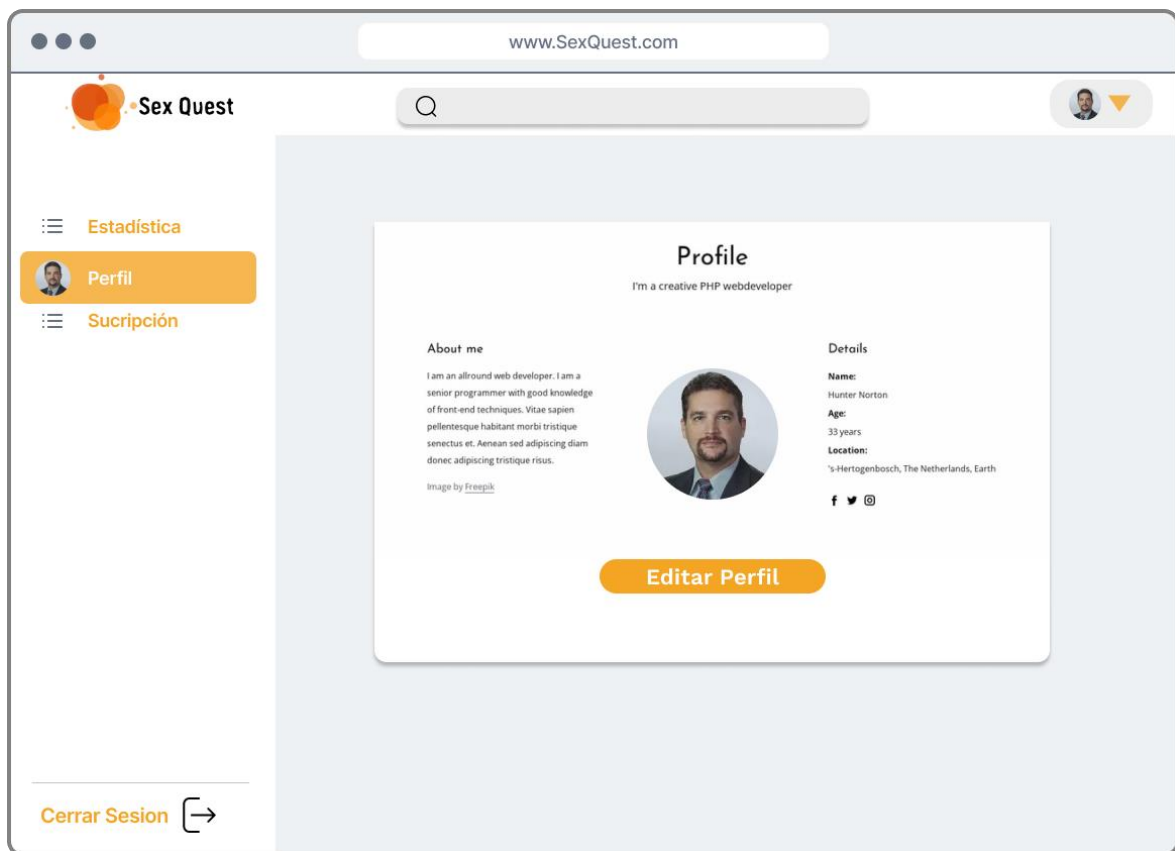 www.SexQuest.com
Sex Quest
Estadística
Perfil
Sucripción
Profile
I'm a creative PHP webdeveloper
About me
I am an allround web developer. I am a
senior programmer with good knowledge
of front-end techniques. Vitae sapien
pellentesque habitant morbi tristique
senectus et. Aenean sed adipiscing diam
donec adipiscing tristique risus.
Image by Freepik
Details
Name:
Hunter Norton
Age:
33 years
Location:
's-Hertogenbosch, The Netherlands, Earth
Editar Perfil
Cerrar Sesion